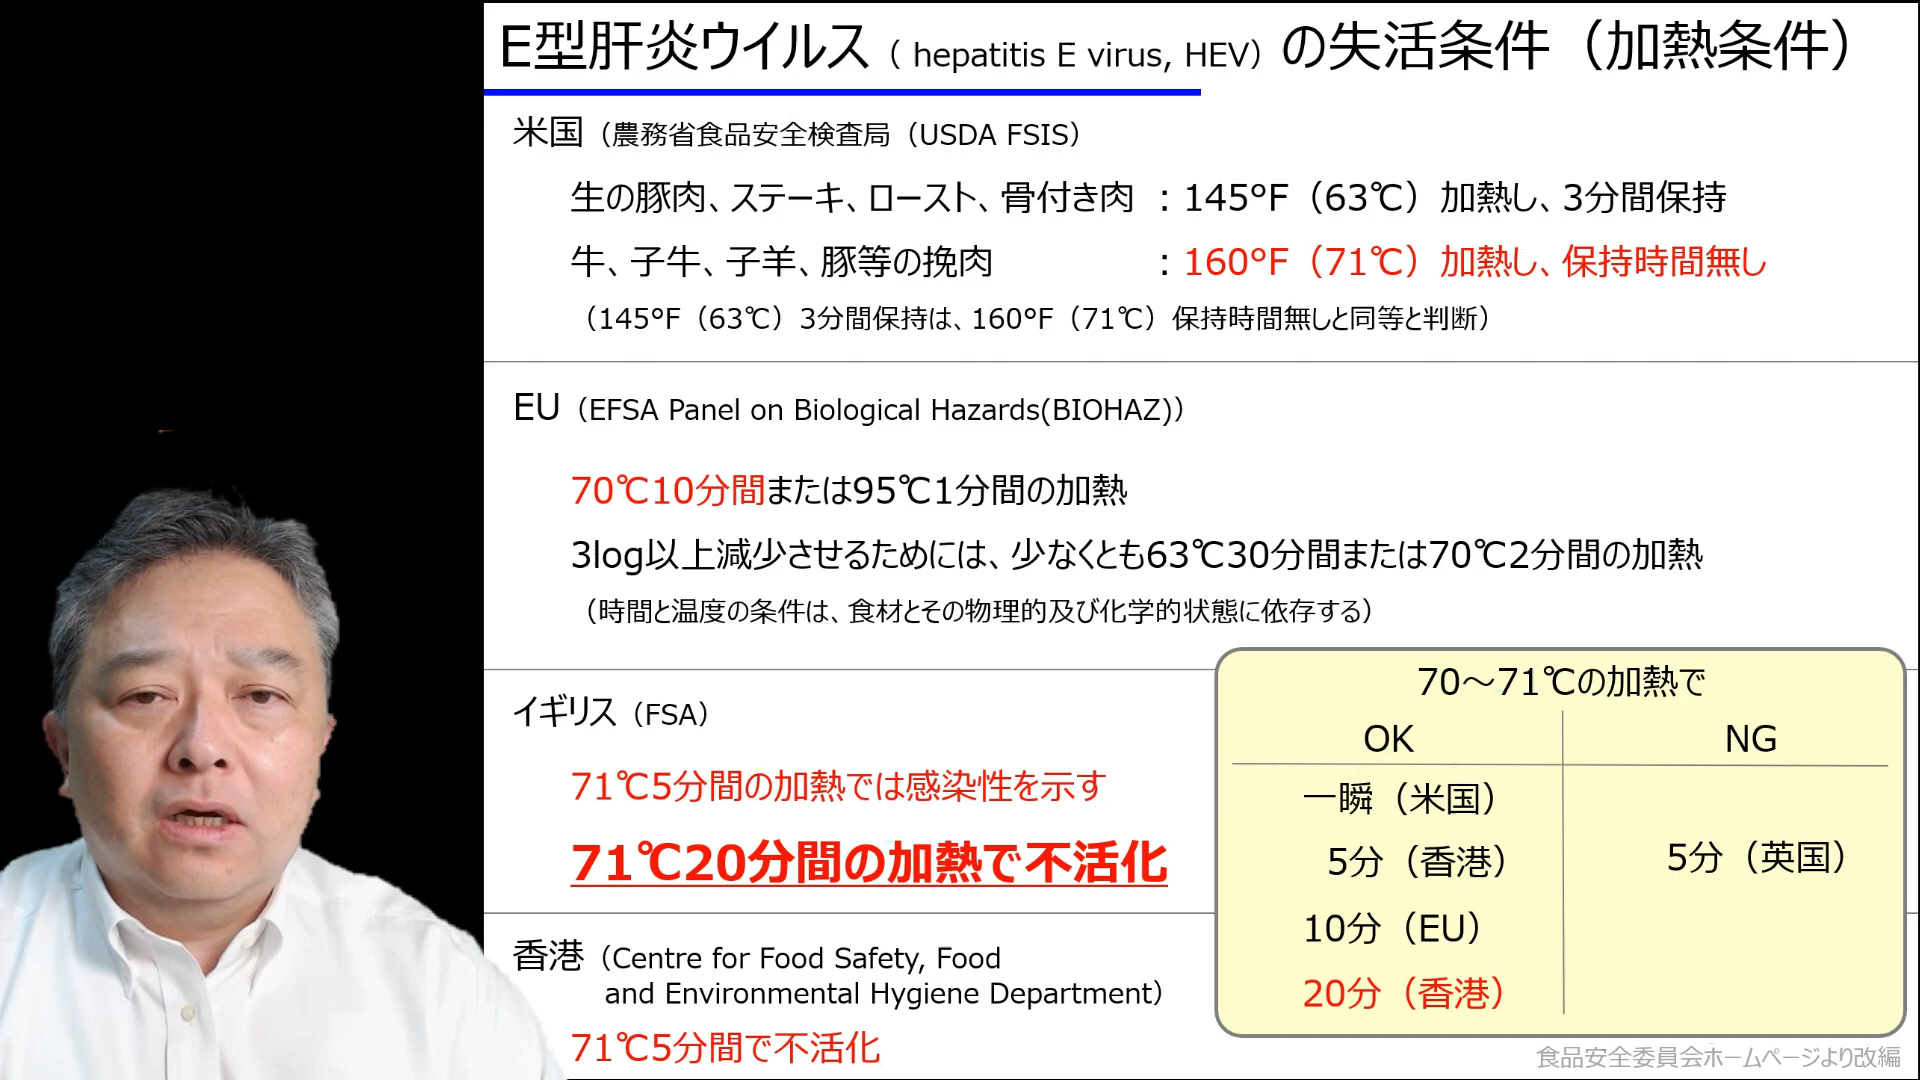 E型肝炎ウイルス（ hepatitis E virus, HEV）の失活条件（加熱条件）
米国（農務省食品安全検査局（USDA FSIS）
生の豚肉、ステーキ、ロースト、骨付き肉 ：145°F（63℃）加熱し、3分間保持
牛、子牛、子羊、豚等の挽肉 ：160°F（71℃）加熱し、保持時間無し
（145°F（63℃）3分間保持は、160°F（71℃）保持時間無しと同等と判断）
EU（EFSA Panel on Biological Hazards(BIOHAZ)）
70℃10分間または95℃1分間の加熱
3log以上減少させるためには、少なくとも63℃30分間または70℃2分間の加熱
（時間と温度の条件は、食材とその物理的及び化学的状態に依存する）
イギリス（FSA）
71℃5分間の加熱では感染性を示す
71℃20分間の加熱で不活化
香港（Centre for Food Safety, Food
and Environmental Hygiene Department）
71℃5分間で不活化
70～71℃の加熱で
OK NG
一瞬（米国）
5分（香港） 5分（英国）
10分（EU）
20分（香港）
食品安全委員会ホームページより改編